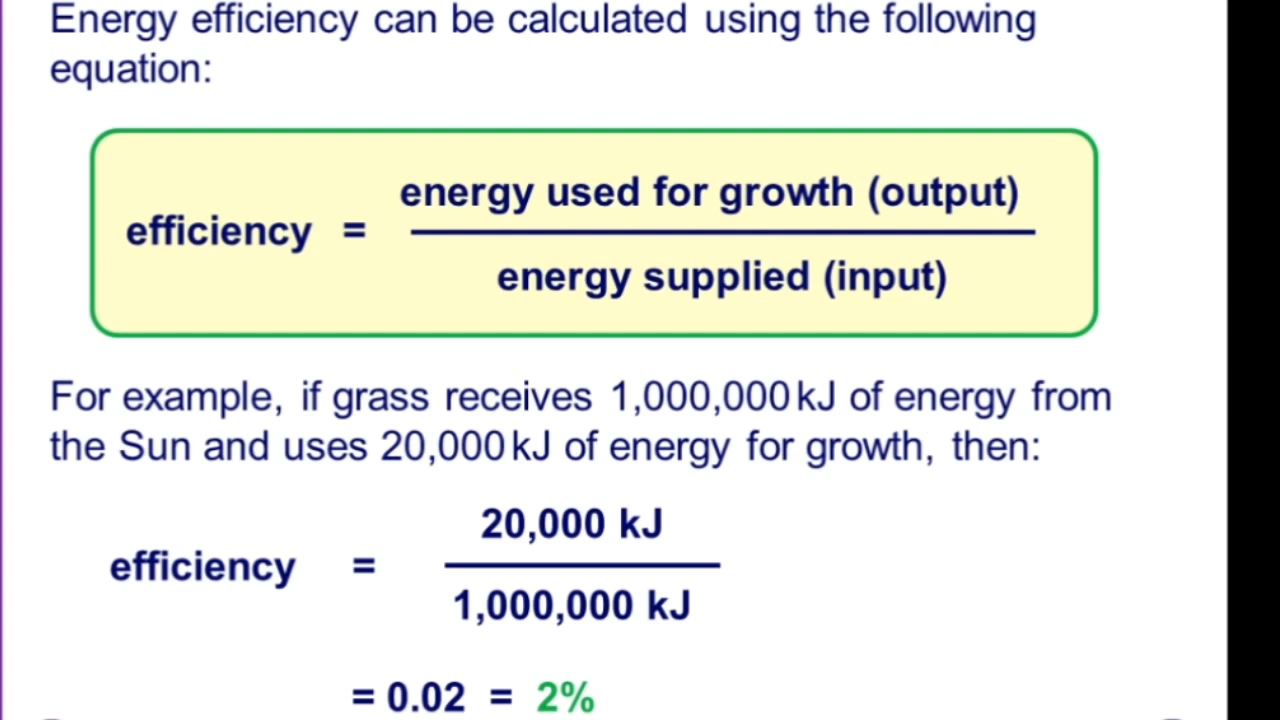 Energy efficiency can be calculated using the following
equation:
efficiency = energy used for growth (output)
energy supplied (input)
For example, if grass receives 1,000,000 kJ of energy from
the Sun and uses 20,000 kJ of energy for growth, then:
efficiency = 20,000 kJ
1,000,000 kJ
= 0.02 = 2%